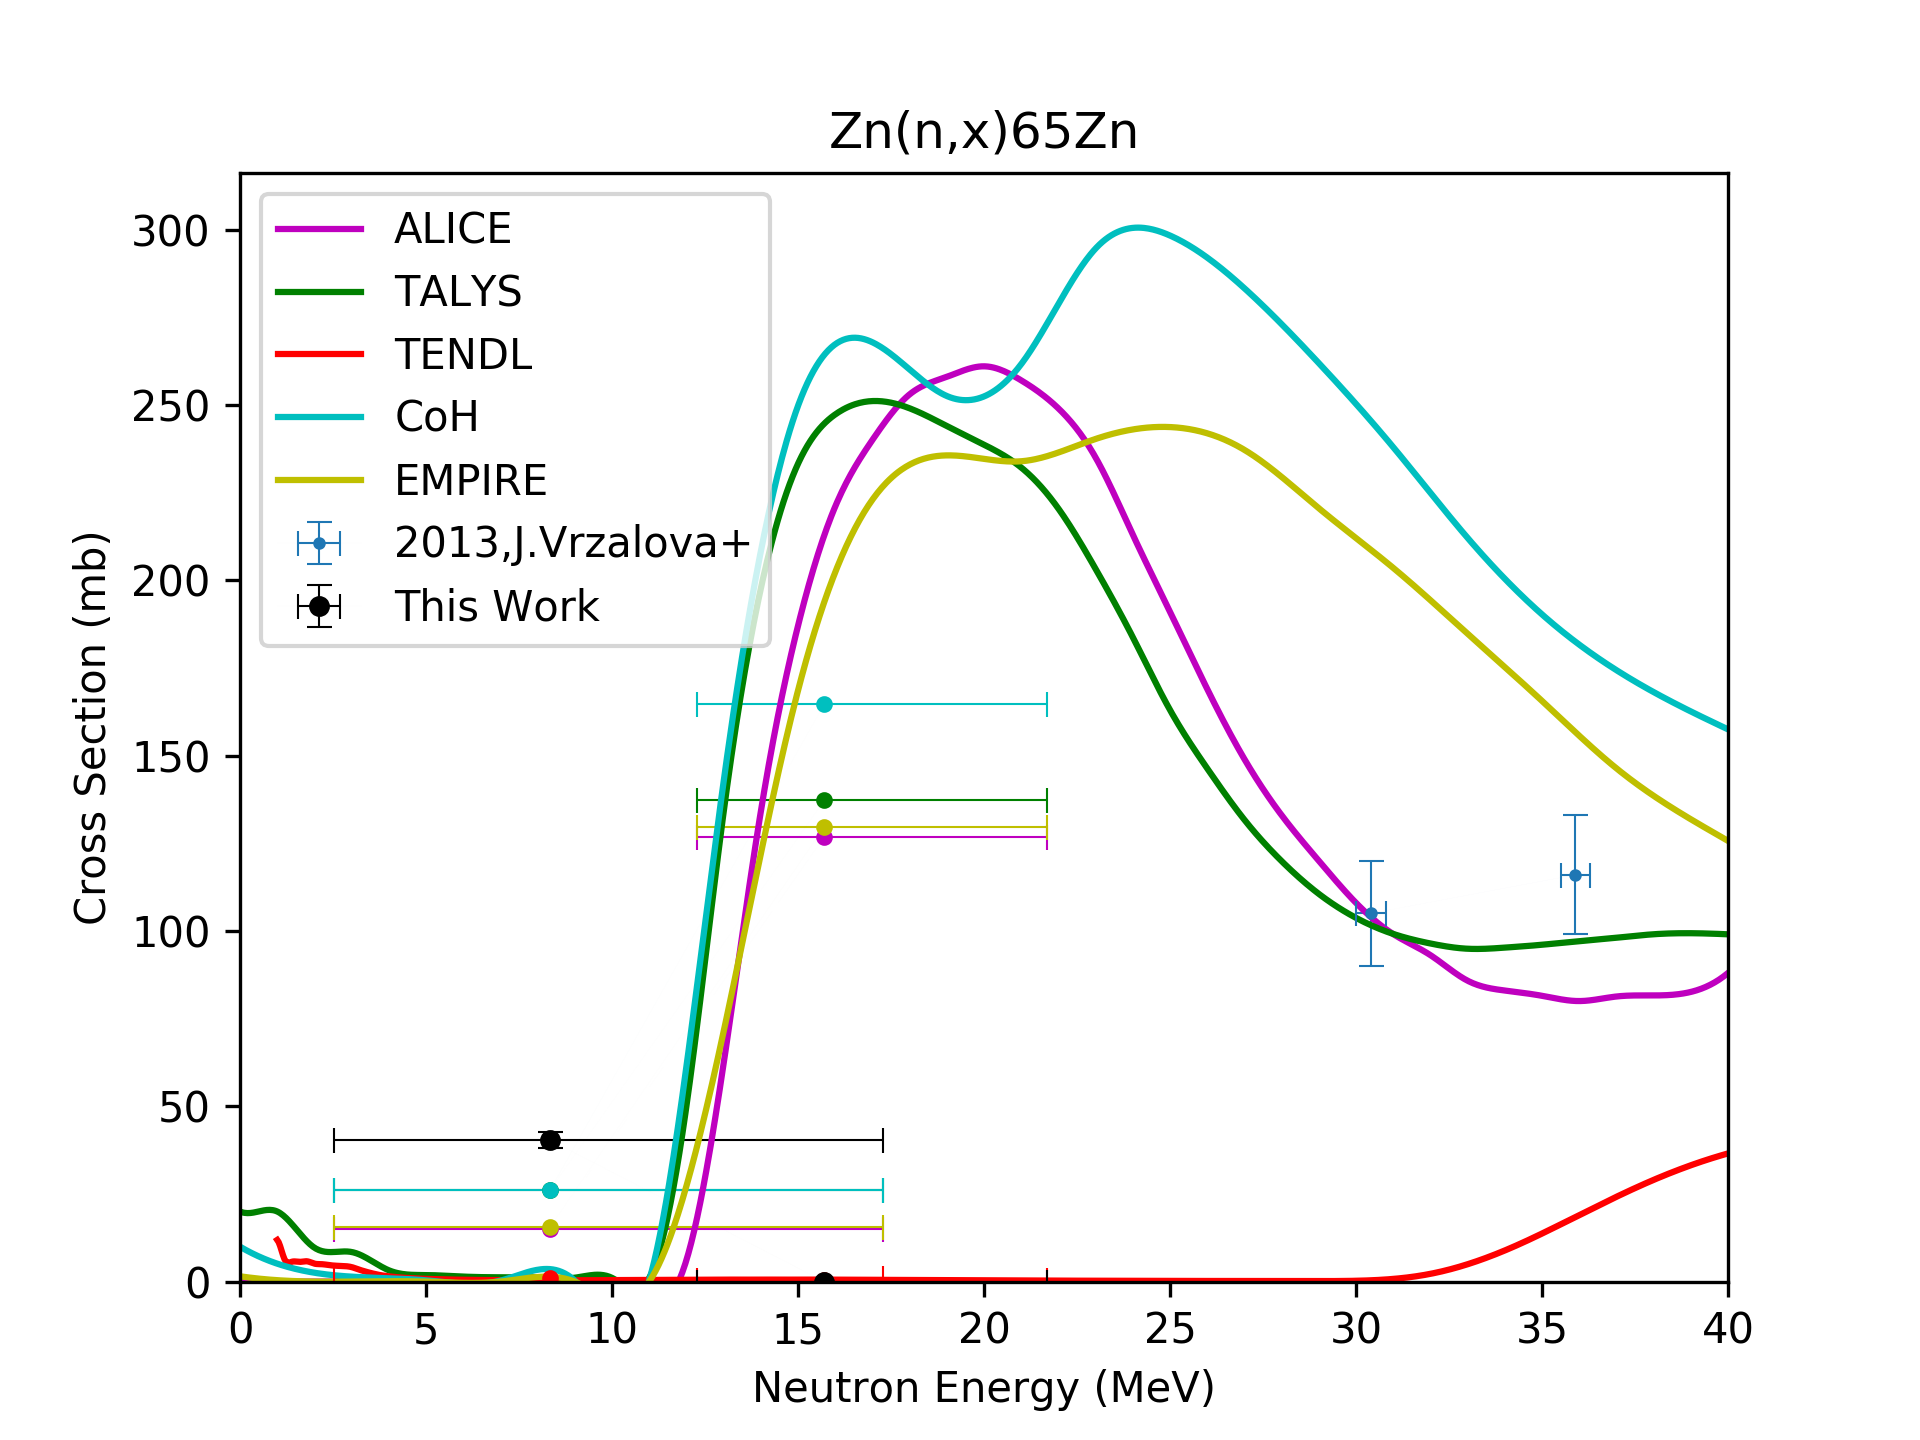 Zn(n,x)65Zn
ALICE
TALYS
TENDL
CoH
EMPIRE
2013,J.Vrzalova+
This Work
Cross Section (mb)
300
250
200
150
100
50
0
0 5 10 15 20 25 30 35 40
Neutron Energy (MeV)